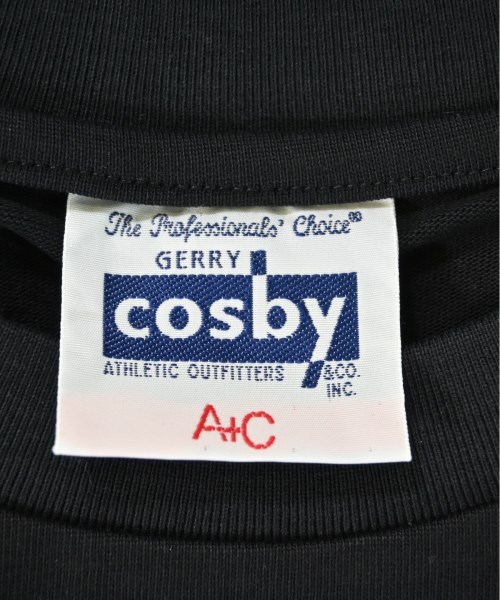 The Professionals' Choice®
GERRY
cosby
ATHLETIC OUTFITTERS &CO.
INC.
A+C